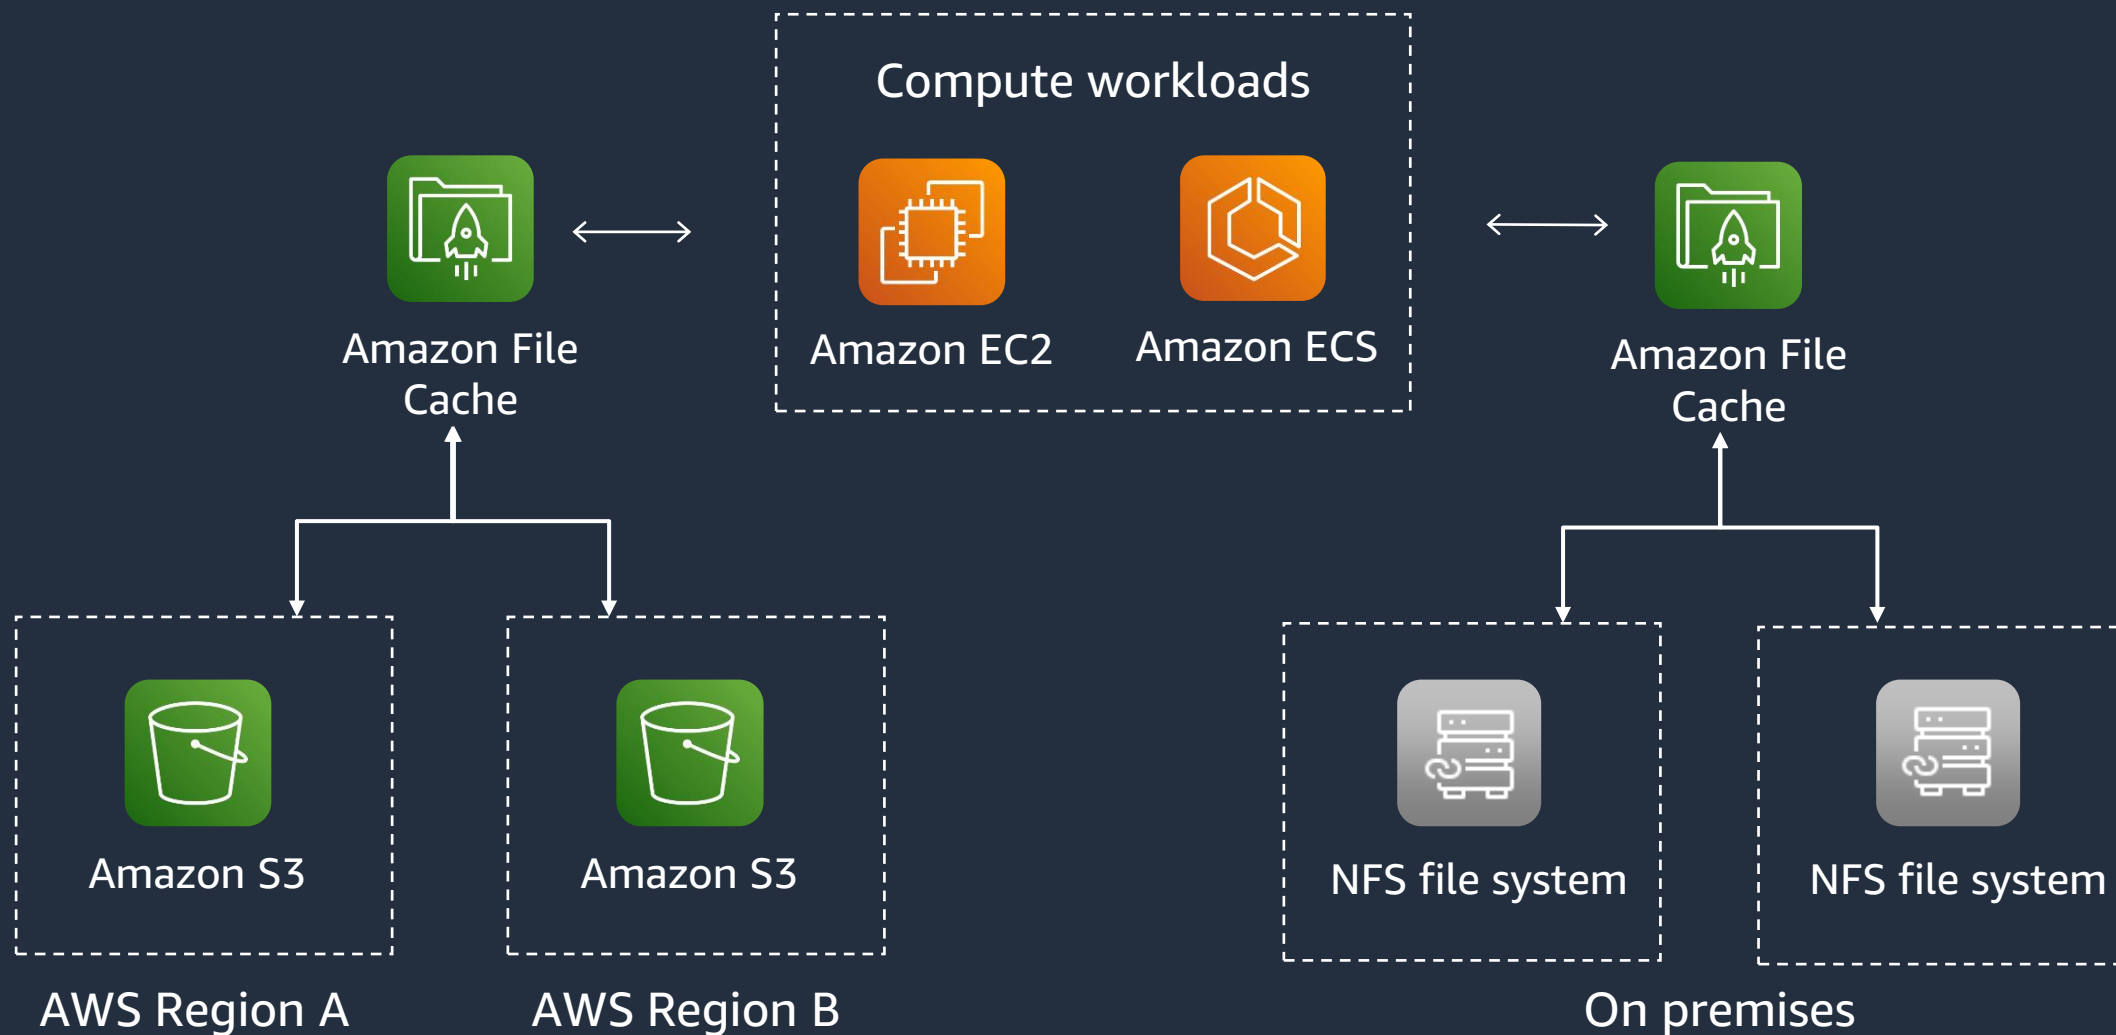 Compute workloads
Amazon File
Cache
Amazon EC2
Amazon ECS
Amazon File
Cache
Amazon S3
Amazon S3
NFS file system
NFS file system
AWS Region A
AWS Region B
On premises